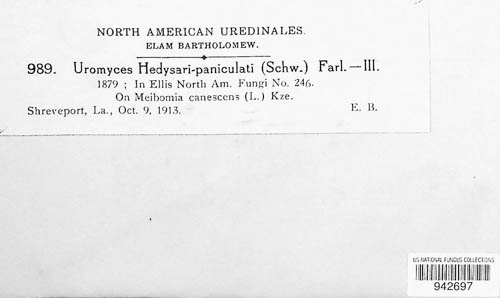 NORTH AMERICAN UREDINALES.
ELAM BARTHOLOMEW.
989. Uromyces Hedysari-paniculati (Schw.) Farl.—III.
1879 ; In Ellis North Am. Fungi No. 246.
On Meibomia canescens (L.) Kze.
Shreveport, La., Oct. 9, 1913. E. B.
US NATIONAL FUNGUS COLLECTIONS
942697